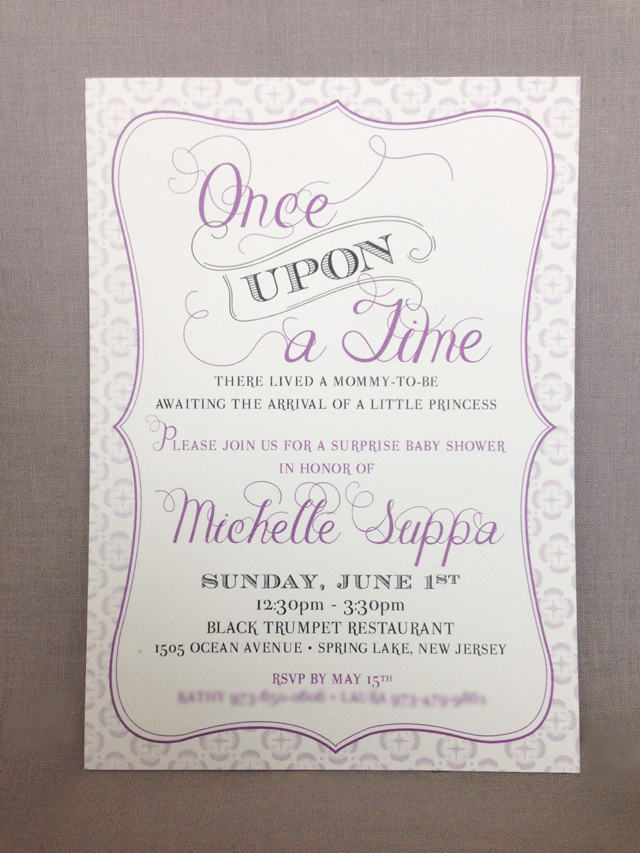 Once
UPON
a Time
THERE LIVED A MOMMY-TO-BE
AWAITING THE ARRIVAL OF A LITTLE PRINCESS
PLEASE JOIN US FOR A SURPRISE BABY SHOWER
IN HONOR OF
Michelle Suppa
SUNDAY, JUNE 1ST
12:30pm - 3:30pm
BLACK TRUMPET RESTAURANT
1505 OCEAN AVENUE • SPRING LAKE, NEW JERSEY
RSVP BY MAY 15TH